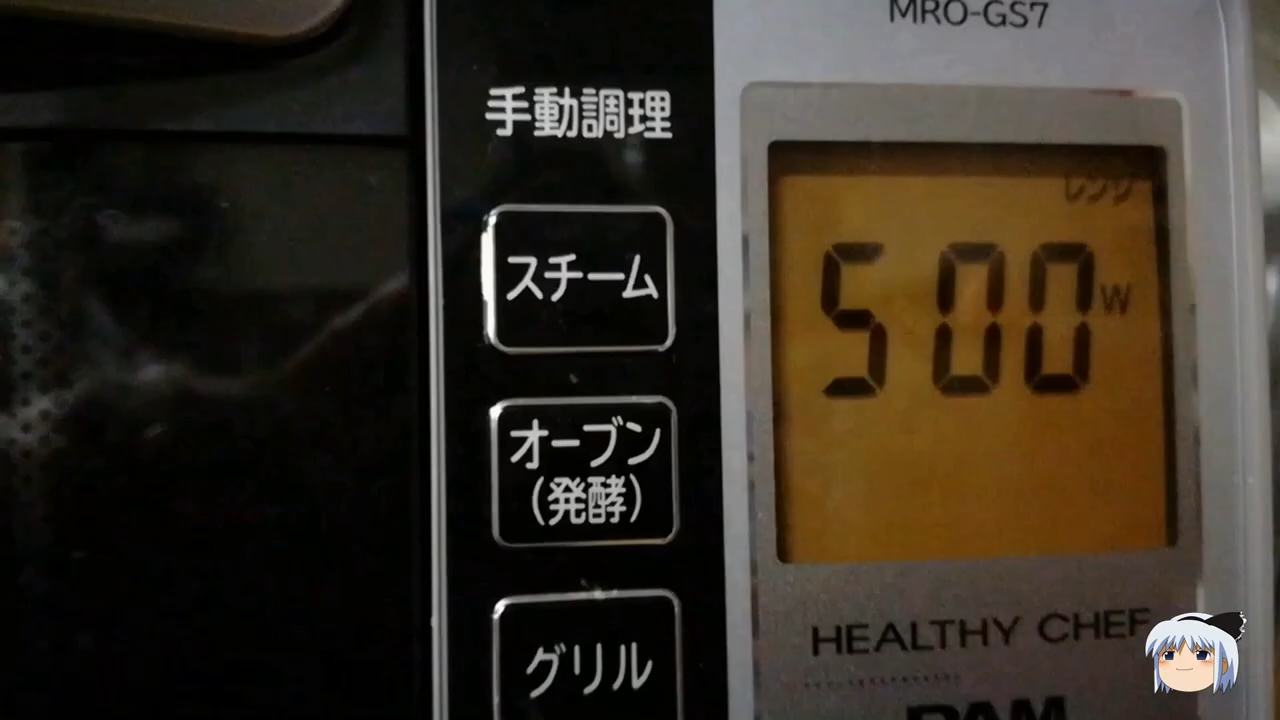 MRO-GS7
手動調理
スチーム
オーブン
(発酵)
グリル
レンジ
500W
HEALTHY CHEF